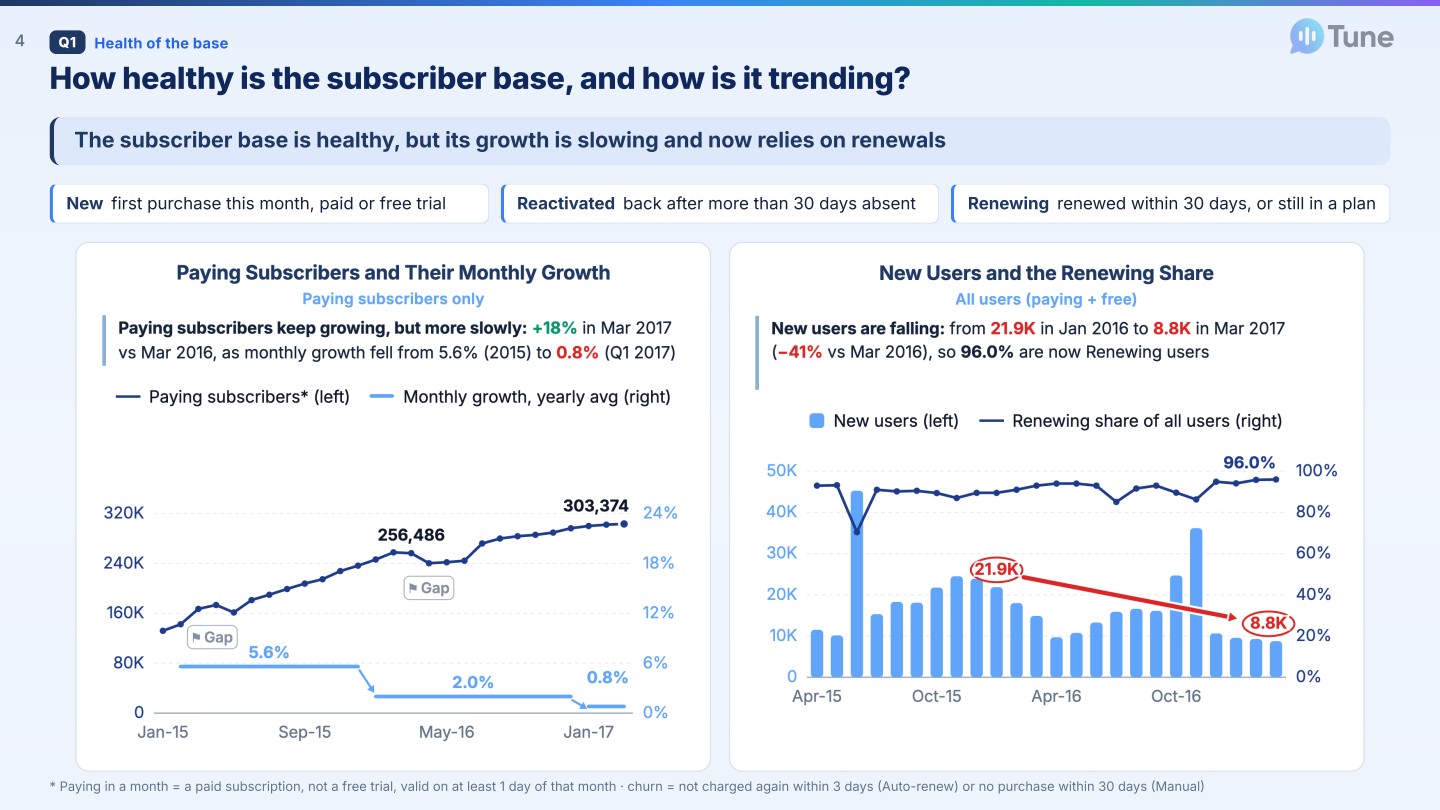 4
Q1 Health of the base
Tune
How healthy is the subscriber base, and how is it trending?
The subscriber base is healthy, but its growth is slowing and now relies on renewals
New first purchase this month, paid or free trial
Reactivated back after more than 30 days absent
Renewing renewed within 30 days, or still in a plan
Paying Subscribers and Their Monthly Growth
Paying subscribers only
Paying subscribers keep growing, but more slowly: +18% in Mar 2017
vs Mar 2016, as monthly growth fell from 5.6% (2015) to 0.8% (Q1 2017)
Paying subscribers* (left) Monthly growth, yearly avg (right)
303,374
320K 24%
256,486
240K 18%
Gap
160K 12%
Gap
5.6%
80K 6%
2.0% 0.8%
0 0%
Jan-15 Sep-15 May-16 Jan-17
New Users and the Renewing Share
All users (paying + free)
New users are falling: from 21.9K in Jan 2016 to 8.8K in Mar 2017
(−41% vs Mar 2016), so 96.0% are now Renewing users
New users (left) Renewing share of all users (right)
96.0%
50K 100%
40K 80%
30K 60%
21.9K
20K 40%
8.8K
10K 20%
0 0%
Apr-15 Oct-15 Apr-16 Oct-16
* Paying in a month = a paid subscription, not a free trial, valid on at least 1 day of that month · churn = not charged again within 3 days (Auto-renew) or no purchase within 30 days (Manual)